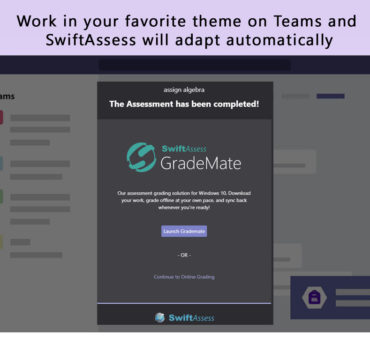 Work in your favorite theme on Teams and
SwiftAssess will adapt automatically
ams
assign algebra
The Assessment has been completed!
SwiftAssess
GradeMate
Our assessment grading solution for Windows 10. Download
your work, grade offline at your own pace, and sync back
whenever you're ready!
Launch Grademate
- OR -
Continue to Online Grading
SwiftAssess